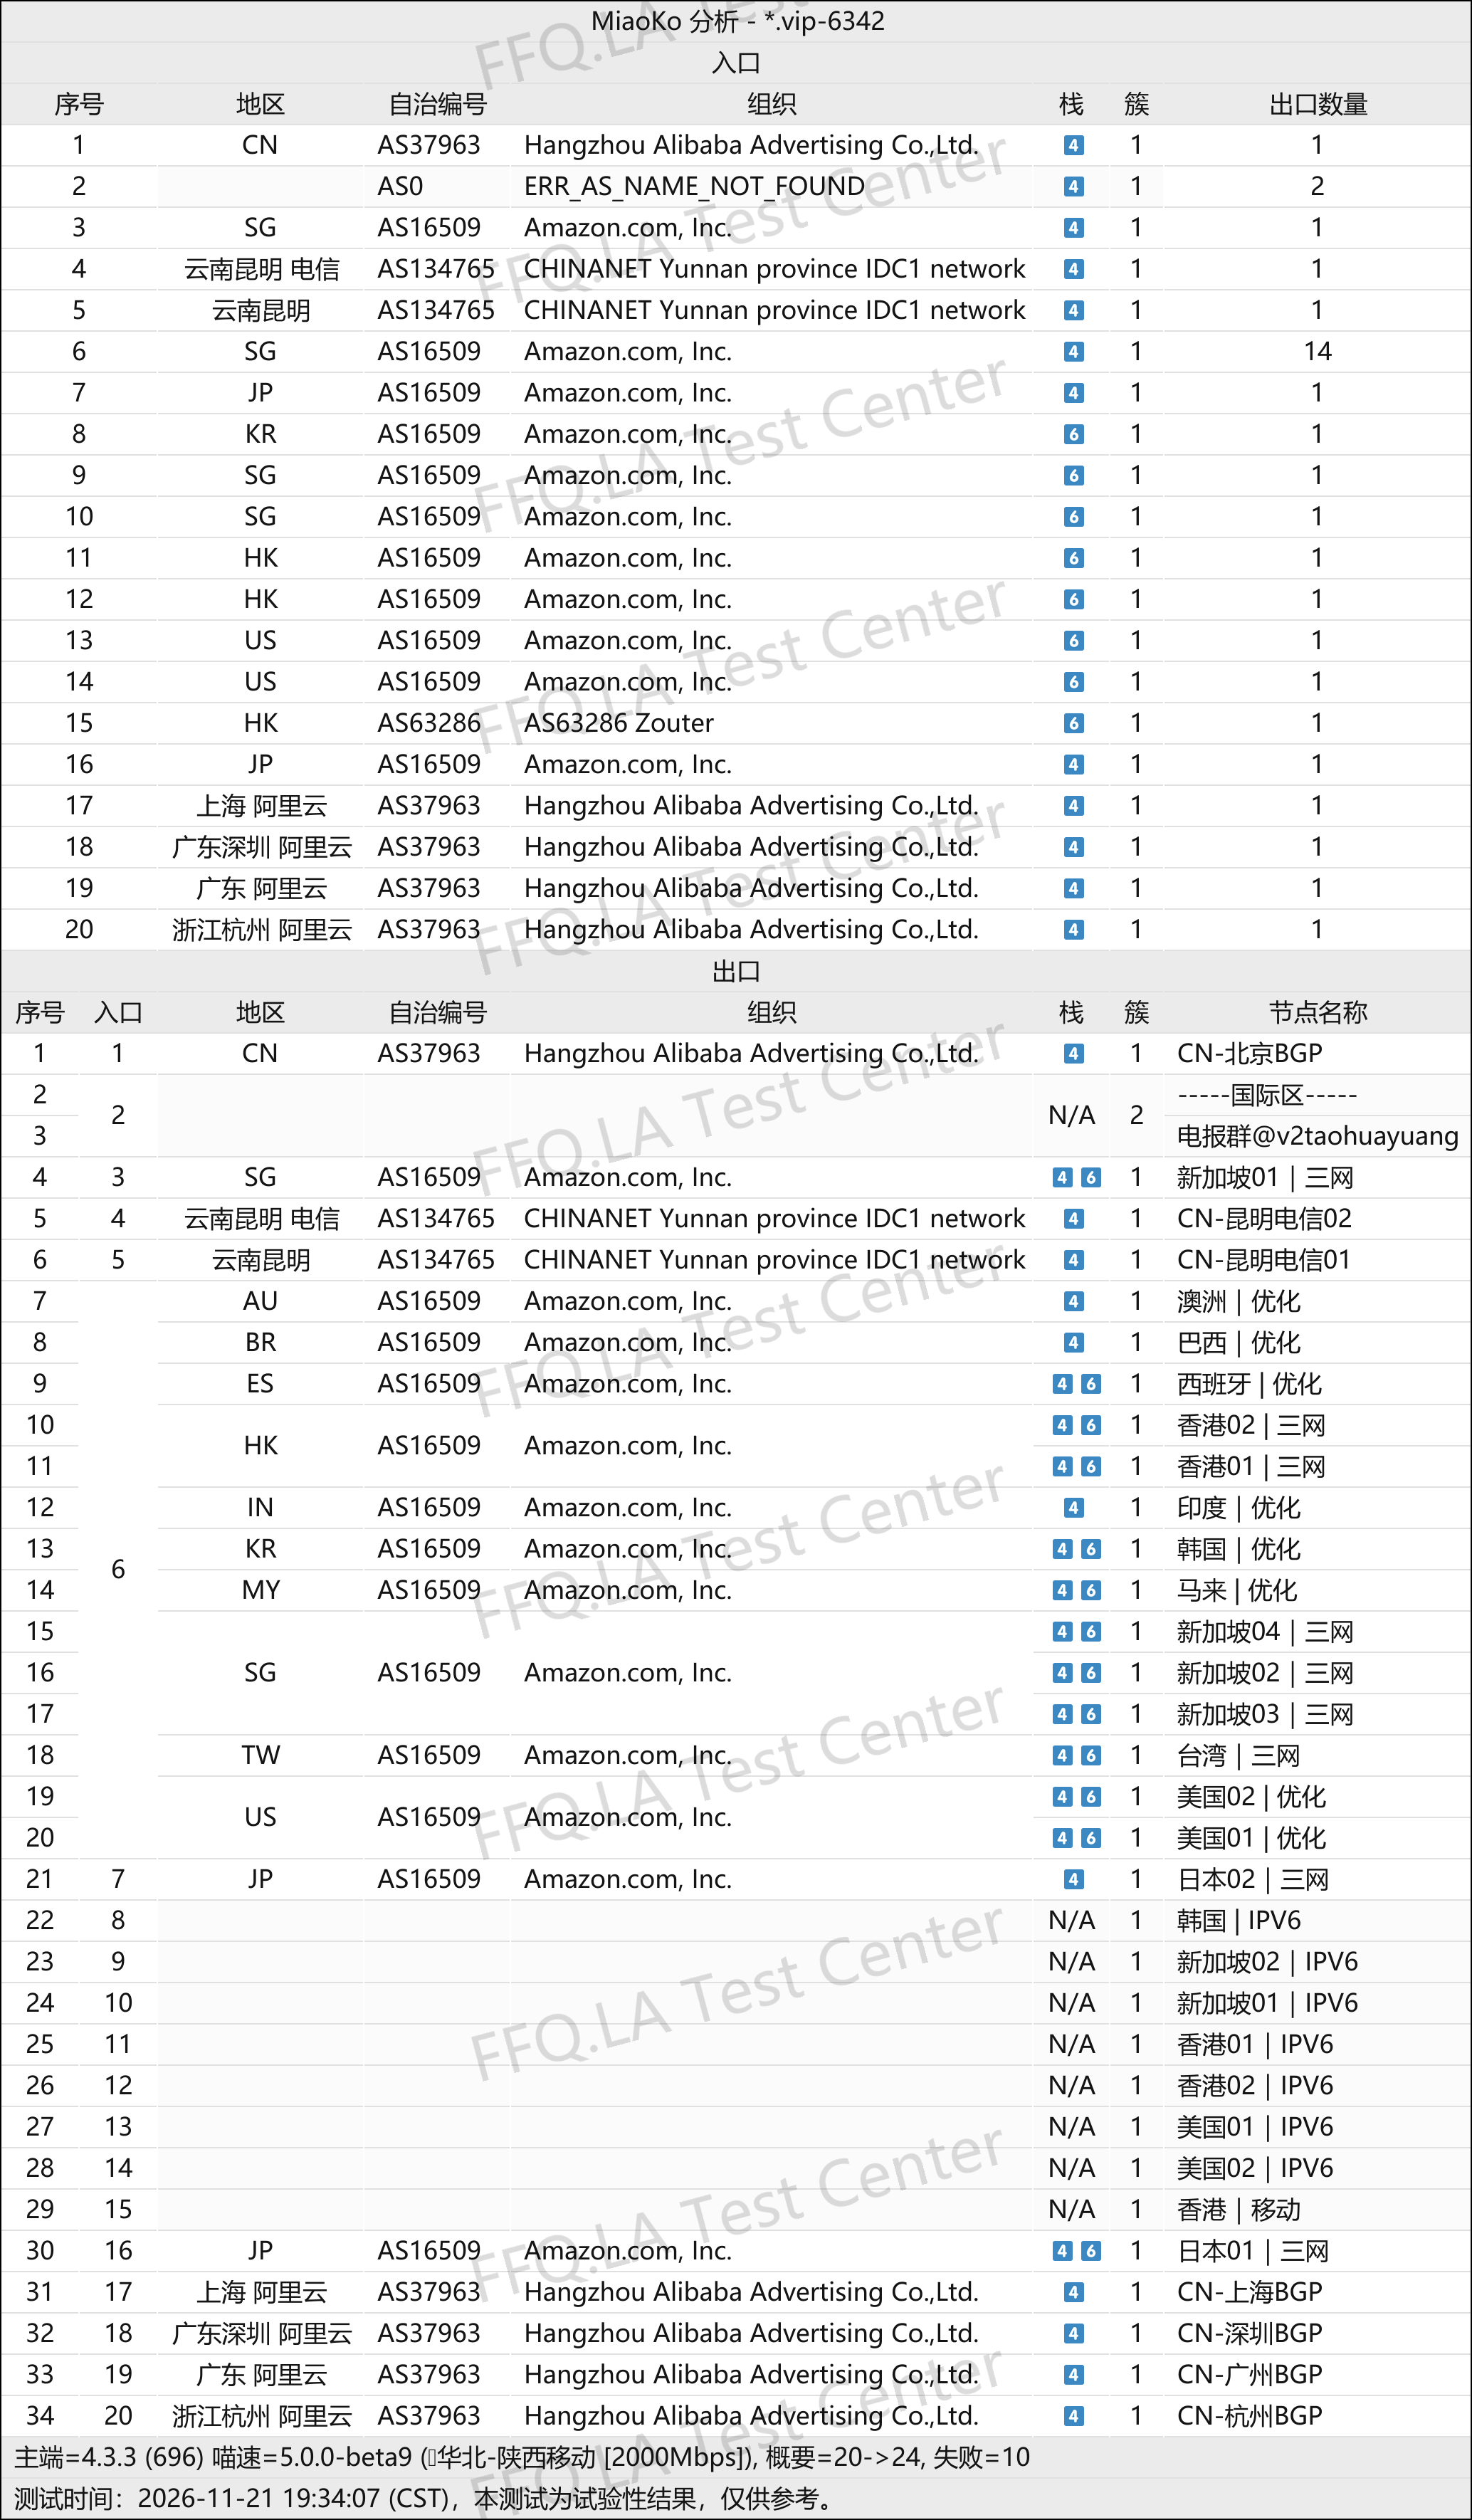 MiaoKo 分析 - *.vip-6342
入口
序号 地区 自治编号 组织 栈 簇 出口数量
1 CN AS37963 Hangzhou Alibaba Advertising Co.,Ltd. 4 1 1
2 AS0 ERR_AS_NAME_NOT_FOUND 4 1 2
3 SG AS16509 Amazon.com, Inc. 4 1 1
4 云南昆明 电信 AS134765 CHINANET Yunnan province IDC1 network 4 1 1
5 云南昆明 AS134765 CHINANET Yunnan province IDC1 network 4 1 1
6 SG AS16509 Amazon.com, Inc. 4 1 14
7 JP AS16509 Amazon.com, Inc. 4 1 1
8 KR AS16509 Amazon.com, Inc. 6 1 1
9 SG AS16509 Amazon.com, Inc. 6 1 1
10 SG AS16509 Amazon.com, Inc. 6 1 1
11 HK AS16509 Amazon.com, Inc. 6 1 1
12 HK AS16509 Amazon.com, Inc. 6 1 1
13 US AS16509 Amazon.com, Inc. 6 1 1
14 US AS16509 Amazon.com, Inc. 6 1 1
15 HK AS63286 AS63286 Zouter 6 1 1
16 JP AS16509 Amazon.com, Inc. 4 1 1
17 上海 阿里云 AS37963 Hangzhou Alibaba Advertising Co.,Ltd. 4 1 1
18 广东深圳 阿里云 AS37963 Hangzhou Alibaba Advertising Co.,Ltd. 4 1 1
19 广东 阿里云 AS37963 Hangzhou Alibaba Advertising Co.,Ltd. 4 1 1
20 浙江杭州 阿里云 AS37963 Hangzhou Alibaba Advertising Co.,Ltd. 4 1 1
出口
序号 入口 地区 自治编号 组织 栈 簇 节点名称
1 1 CN AS37963 Hangzhou Alibaba Advertising Co.,Ltd. 4 1 CN-北京BGP
2 2 N/A 2 -----国际区-----
3 电报群@v2taohuayuang
4 3 SG AS16509 Amazon.com, Inc. 4 6 1 新加坡01 | 三网
5 4 云南昆明 电信 AS134765 CHINANET Yunnan province IDC1 network 4 1 CN-昆明电信02
6 5 云南昆明 AS134765 CHINANET Yunnan province IDC1 network 4 1 CN-昆明电信01
7 6 AU AS16509 Amazon.com, Inc. 4 1 澳洲 | 优化
8 BR AS16509 Amazon.com, Inc. 4 1 巴西 | 优化
9 ES AS16509 Amazon.com, Inc. 4 6 1 西班牙 | 优化
10 HK AS16509 Amazon.com, Inc. 4 6 1 香港02 | 三网
11 4 6 1 香港01 | 三网
12 IN AS16509 Amazon.com, Inc. 4 1 印度 | 优化
13 KR AS16509 Amazon.com, Inc. 4 6 1 韩国 | 优化
14 MY AS16509 Amazon.com, Inc. 4 6 1 马来 | 优化
15 SG AS16509 Amazon.com, Inc. 4 6 1 新加坡04 | 三网
16 4 6 1 新加坡02 | 三网
17 4 6 1 新加坡03 | 三网
18 TW AS16509 Amazon.com, Inc. 4 6 1 台湾 | 三网
19 US AS16509 Amazon.com, Inc. 4 6 1 美国02 | 优化
20 4 6 1 美国01 | 优化
21 7 JP AS16509 Amazon.com, Inc. 4 1 日本02 | 三网
22 8 N/A 1 韩国 | IPV6
23 9 N/A 1 新加坡02 | IPV6
24 10 N/A 1 新加坡01 | IPV6
25 11 N/A 1 香港01 | IPV6
26 12 N/A 1 香港02 | IPV6
27 13 N/A 1 美国01 | IPV6
28 14 N/A 1 美国02 | IPV6
29 15 N/A 1 香港 | 移动
30 16 JP AS16509 Amazon.com, Inc. 4 6 1 日本01 | 三网
31 17 上海 阿里云 AS37963 Hangzhou Alibaba Advertising Co.,Ltd. 4 1 CN-上海BGP
32 18 广东深圳 阿里云 AS37963 Hangzhou Alibaba Advertising Co.,Ltd. 4 1 CN-深圳BGP
33 19 广东 阿里云 AS37963 Hangzhou Alibaba Advertising Co.,Ltd. 4 1 CN-广州BGP
34 20 浙江杭州 阿里云 AS37963 Hangzhou Alibaba Advertising Co.,Ltd. 4 1 CN-杭州BGP
主端=4.3.3 (696) 喵速=5.0.0-beta9 (▯华北-陕西移动 [2000Mbps]), 概要=20->24, 失败=10
测试时间：2026-11-21 19:34:07 (CST)，本测试为试验性结果，仅供参考。
FFQ.LA Test Center